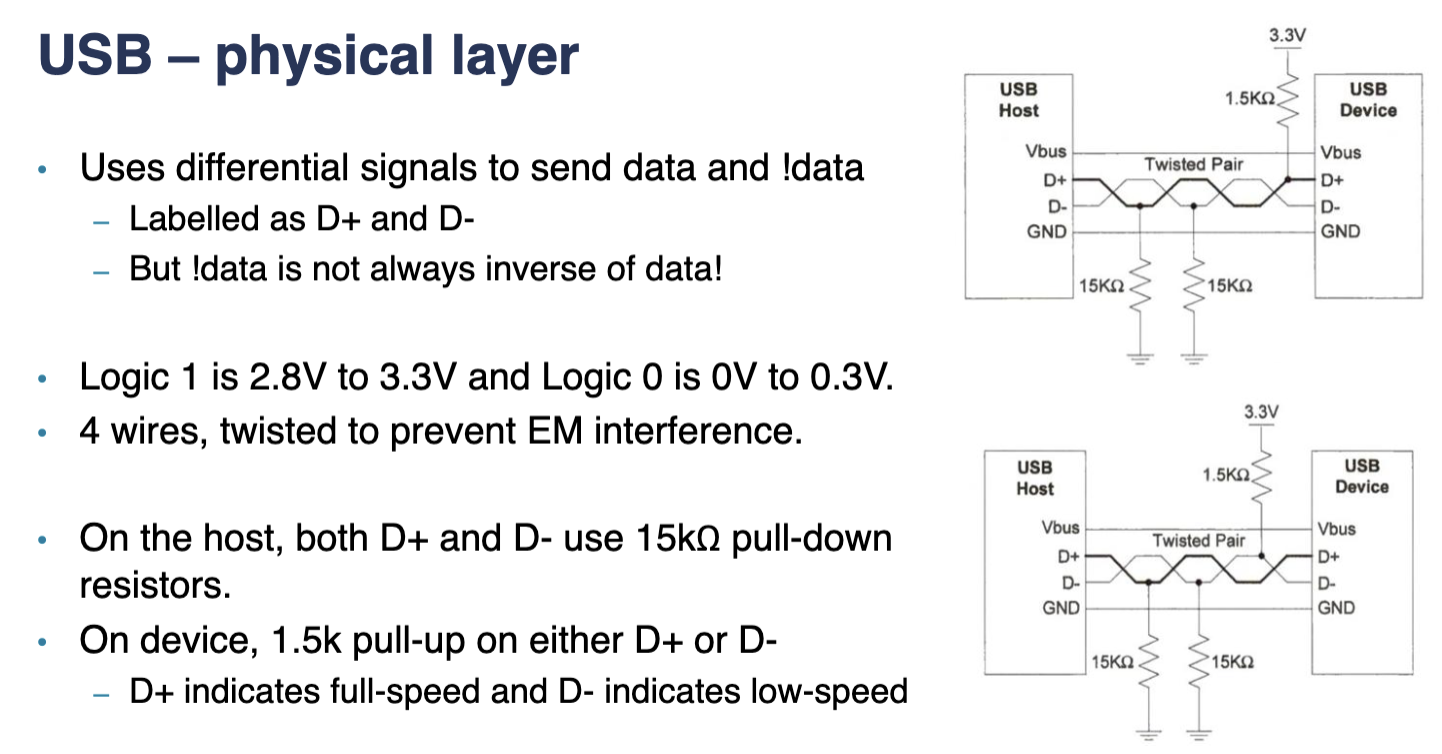 USB – physical layer
• Uses differential signals to send data and !data
– Labelled as D+ and D-
– But !data is not always inverse of data!
• Logic 1 is 2.8V to 3.3V and Logic 0 is 0V to 0.3V.
• 4 wires, twisted to prevent EM interference.
• On the host, both D+ and D- use 15kΩ pull-down
resistors.
• On device, 1.5k pull-up on either D+ or D-
– D+ indicates full-speed and D- indicates low-speed
3.3V
1.5KΩ
USB
Host
Vbus
D+
D-
GND
Twisted Pair
USB
Device
Vbus
D+
D-
GND
15KΩ
15KΩ
3.3V
1.5KΩ
USB
Host
Vbus
D+
D-
GND
Twisted Pair
USB
Device
Vbus
D+
D-
GND
15KΩ
15KΩ